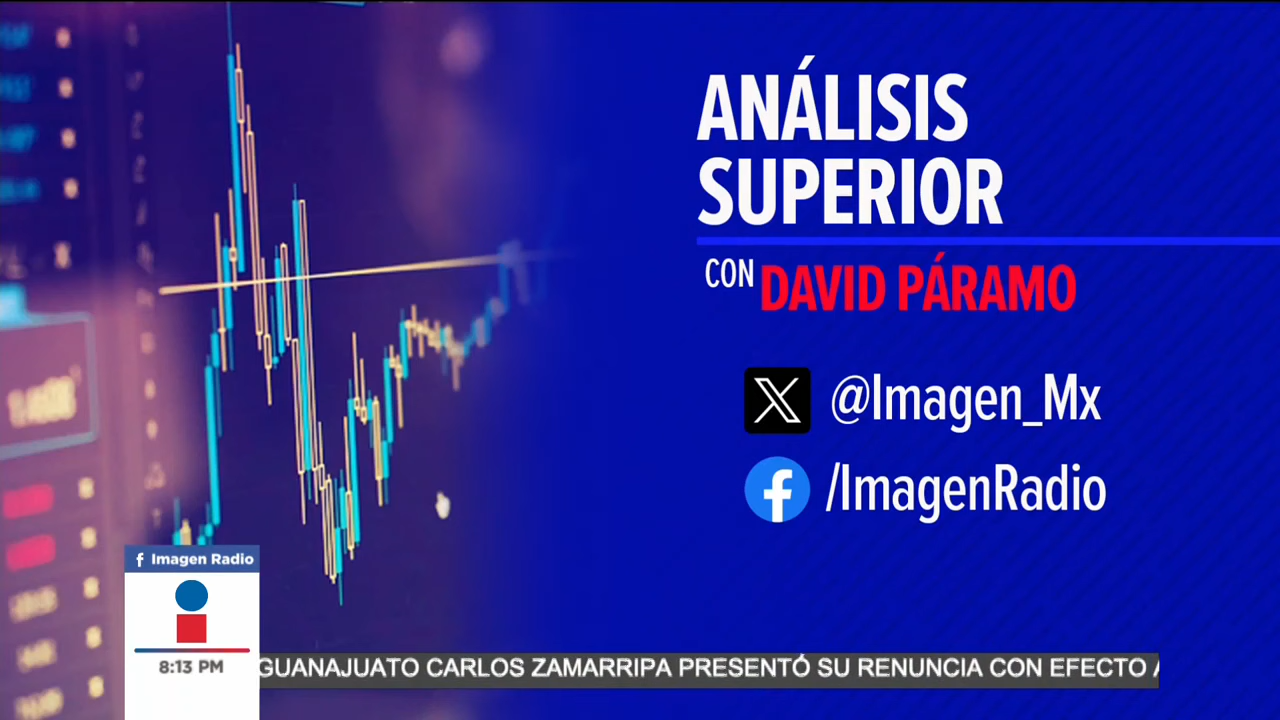 ANÁLISIS
SUPERIOR
CON DAVID PÁRAMO
@Imagen_Mx
/ImagenRadio
f Imagen Radio
8:13 PM
GUANAJUATO CARLOS ZAMARRIPA PRESENTÓ SU RENUNCIA CON EFECTO